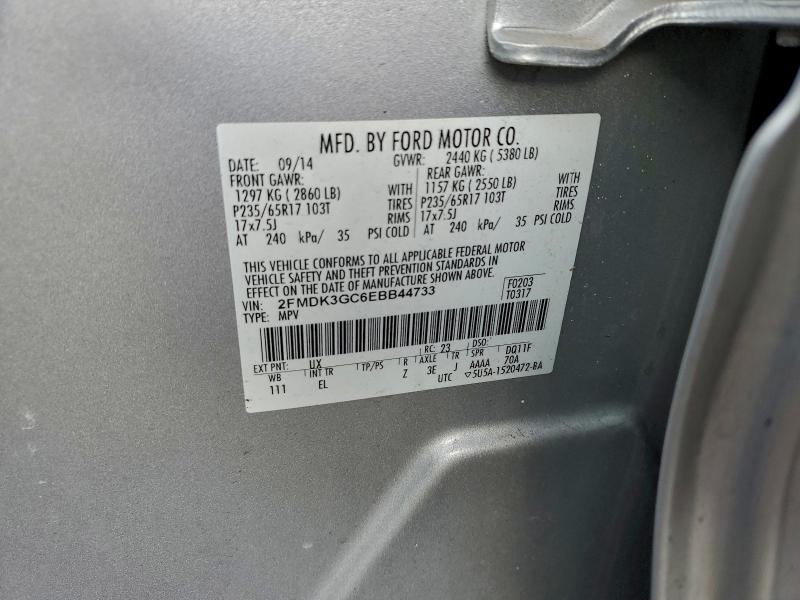 MFD. BY FORD MOTOR CO.
DATE: 09/14 GVWR: 2440 KG ( 5380 LB)
FRONT GAWR: REAR GAWR:
1297 KG ( 2860 LB) WITH 1157 KG ( 2550 LB) WITH
P235/65R17 103T TIRES P235/65R17 103T TIRES
17x7.5J RIMS 17x7.5J RIMS
AT 240 kPa/ 35 PSI COLD AT 240 kPa/ 35 PSI COLD
THIS VEHICLE CONFORMS TO ALL APPLICABLE FEDERAL MOTOR
VEHICLE SAFETY AND THEFT PREVENTION STANDARDS IN
EFFECT ON THE DATE OF MANUFACTURE SHOWN ABOVE.
VIN: 2FMDK3GC6EBB44733 F0203
TYPE: MPV T0317
EXT PNT: UX RC: 23 DSO:
WB INT TR TP/PS R AXLE TR SPR DQ11F
111 EL Z 3E J AAAA 70A
UTC ▽5U5A-1520472-BA